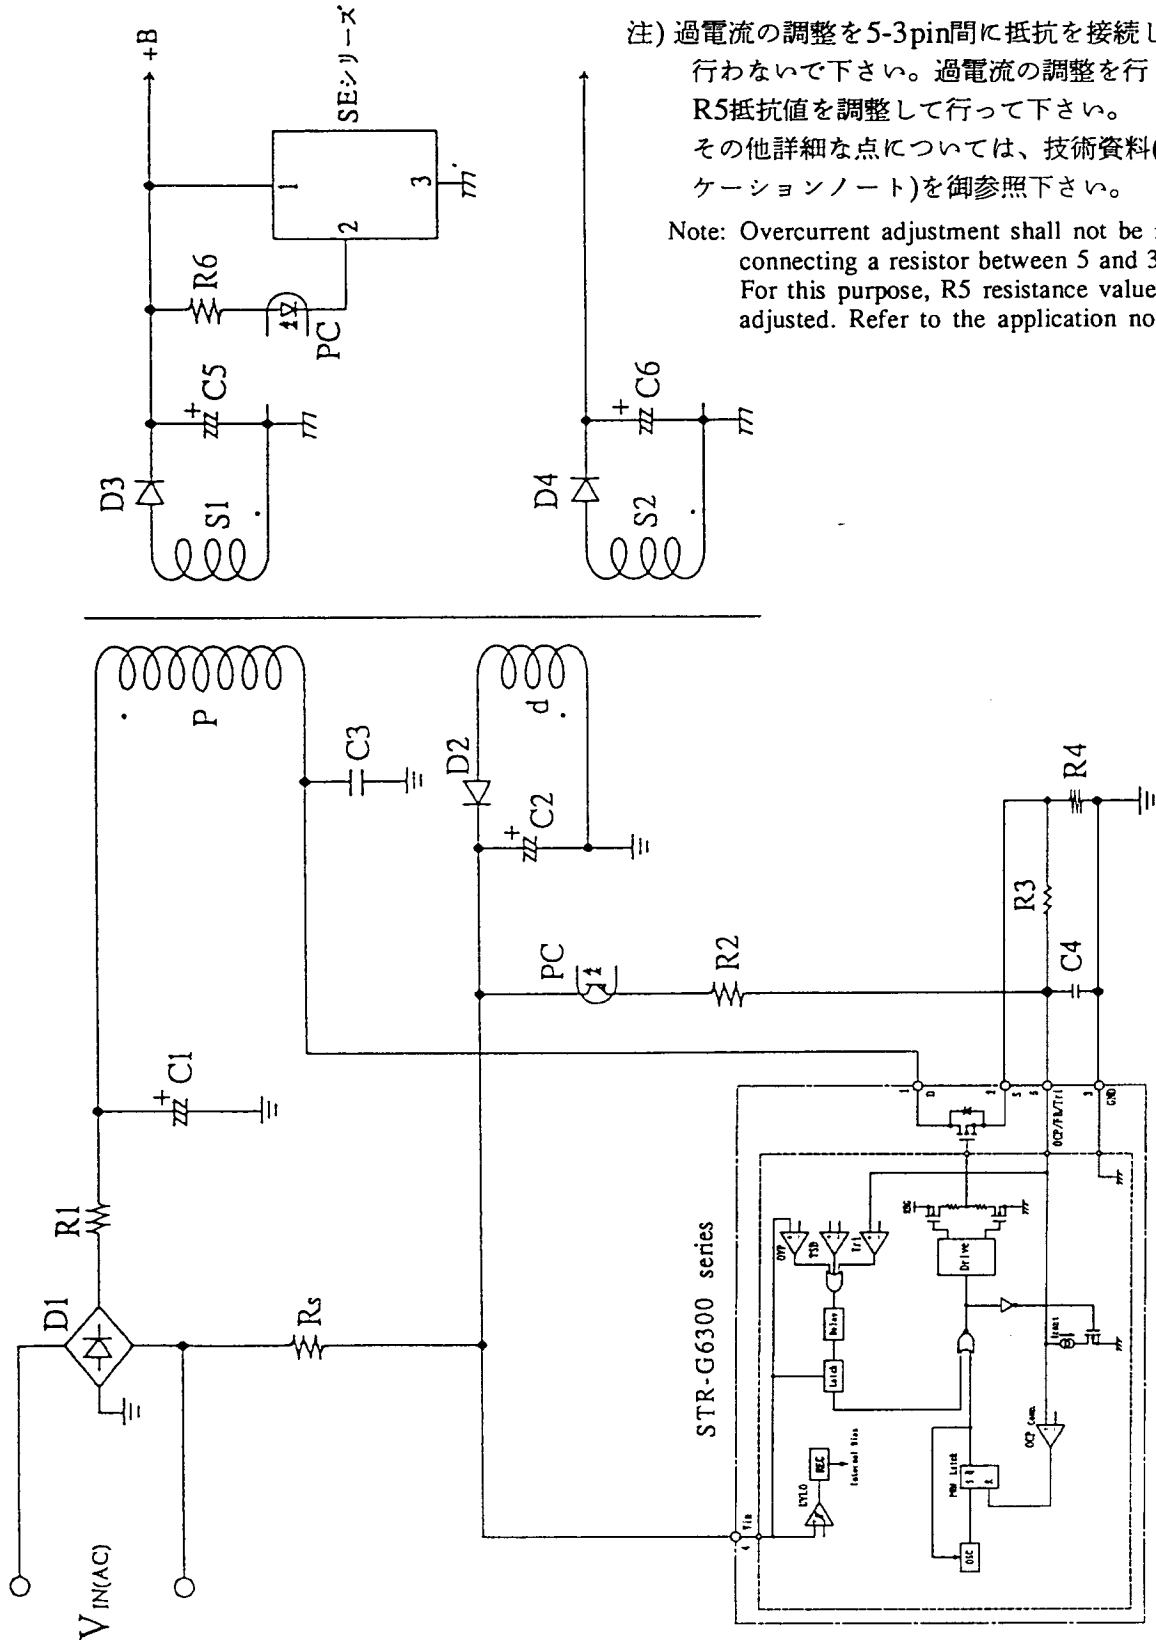 注) 過電流の調整を5-3pin間に抵抗を接続し
行わないで下さい。過電流の調整を行
R5抵抗値を調整して行って下さい。
その他詳細な点については、技術資料(
ケーションノート)を御参照下さい。
Note: Overcurrent adjustment shall not be
connecting a resistor between 5 and 3
For this purpose, R5 resistance value
adjusted. Refer to the application no
+B
SEシリーズ
1
2
3
R6
PC
C5
D3
S1
C6
D4
S2
P
C3
D2
d
C2
PC
R2
R3
R4
C4
C1
R1
D1
Rs
VIN(AC)
STR-G6300 series
1
D
2
S
5
OCP/FB/Tri
3
GND
4
Vin
OVP
TSD
Tri
REG
Drive
Delay
Latch
UVLO
REG
Internal Bias
OCP Comp.
PWM Latch
S Q
R
OSC